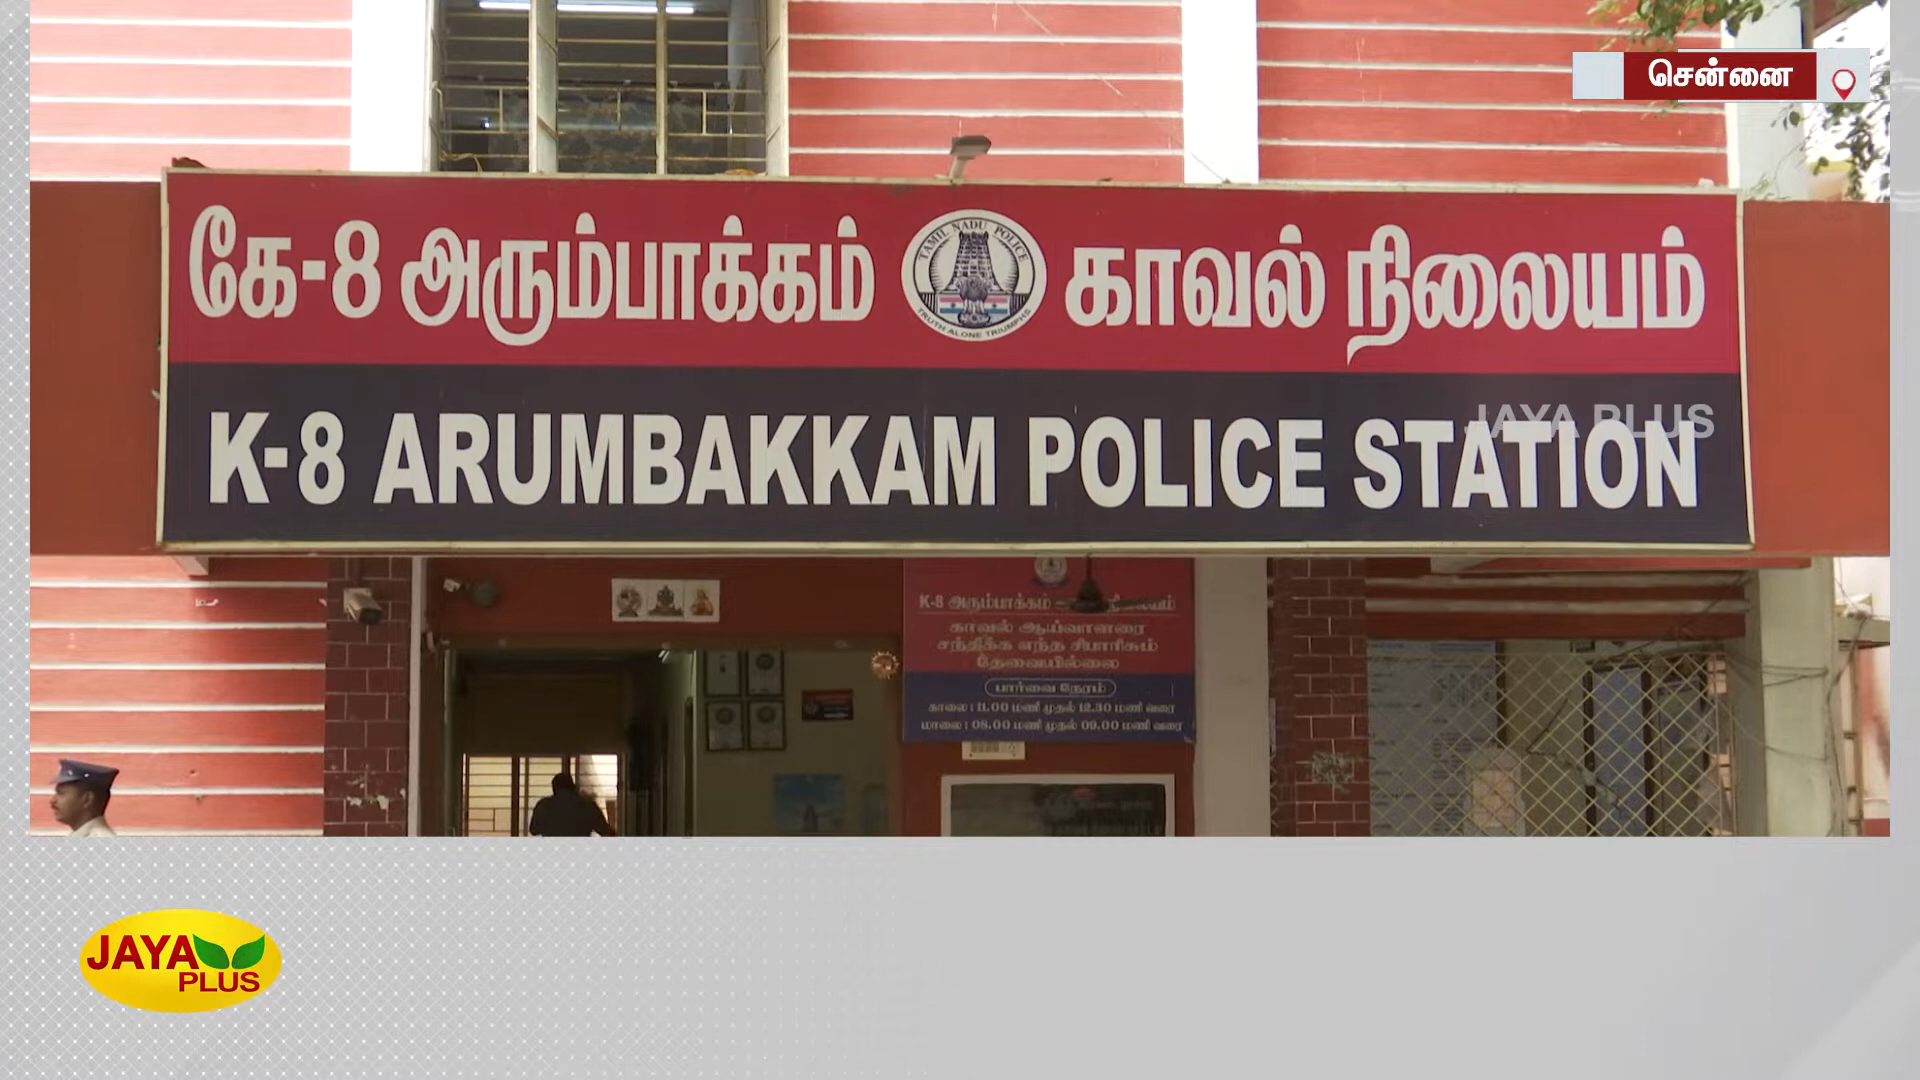 சென்னை
கே-8 அரும்பாக்கம் காவல் நிலையம்
TAMIL NADU POLICE
TRUTH ALONE TRIUMPHS
K-8 ARUMBAKKAM POLICE STATION
JAYA PLUS
K-8 அரும்பாக்கம்
காவல் ஆய்வாளரை
சந்திக்க எந்த சிபாரிசும்
தேவையில்லை
பார்வை நேரம்
காலை : 11.00 மணி முதல் 12.30 மணி வரை
மாலை : 08.00 மணி முதல் 09.00 மணி வரை
JAYA
PLUS